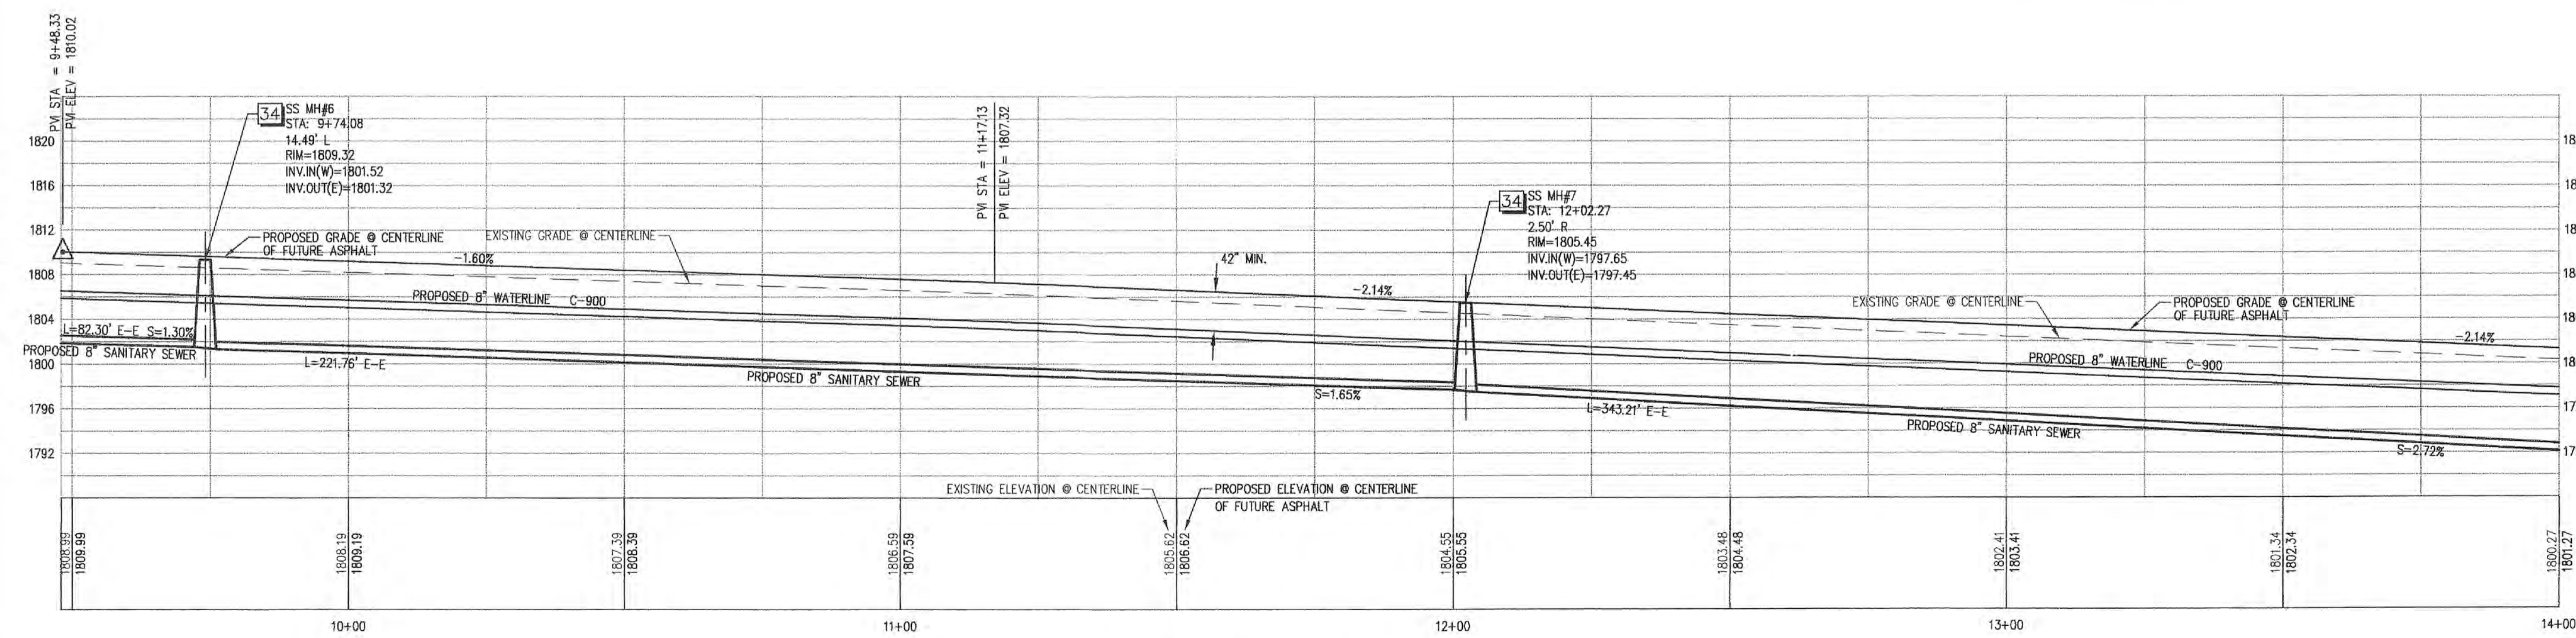 PVI STA = 9+48.33
PVI ELEV = 1810.02
34
SS MH#6
STA: 9+74.08
14.49' L
RIM=1809.32
INV.IN(W)=1801.52
INV.OUT(E)=1801.32
PVI STA = 11+17.13
PVI ELEV = 1807.32
34
SS MH#7
STA: 12+02.27
2.50' R
RIM=1805.45
INV.IN(W)=1797.65
INV.OUT(E)=1797.45
1820
1816
1812
1808
1804
1800
1796
1792
18
18
18
18
18
18
17
17
PROPOSED GRADE @ CENTERLINE
OF FUTURE ASPHALT
EXISTING GRADE @ CENTERLINE
-1.60%
42" MIN.
-2.14%
EXISTING GRADE @ CENTERLINE
PROPOSED GRADE @ CENTERLINE
OF FUTURE ASPHALT
-2.14%
PROPOSED 8" WATERLINE C-900
L=82.30' E-E S=1.30%
PROPOSED 8" SANITARY SEWER
L=221.76' E-E
PROPOSED 8" SANITARY SEWER
S=1.65%
PROPOSED 8" WATERLINE C-900
L=343.21' E-E
PROPOSED 8" SANITARY SEWER
S=2.72%
EXISTING ELEVATION @ CENTERLINE
PROPOSED ELEVATION @ CENTERLINE
OF FUTURE ASPHALT
1808.99
1809.99
1808.19
1809.19
1807.39
1808.39
1806.59
1807.59
1805.62
1806.62
1804.55
1805.55
1803.48
1804.48
1802.41
1803.41
1801.34
1802.34
1800.27
1801.27
10+00
11+00
12+00
13+00
14+00